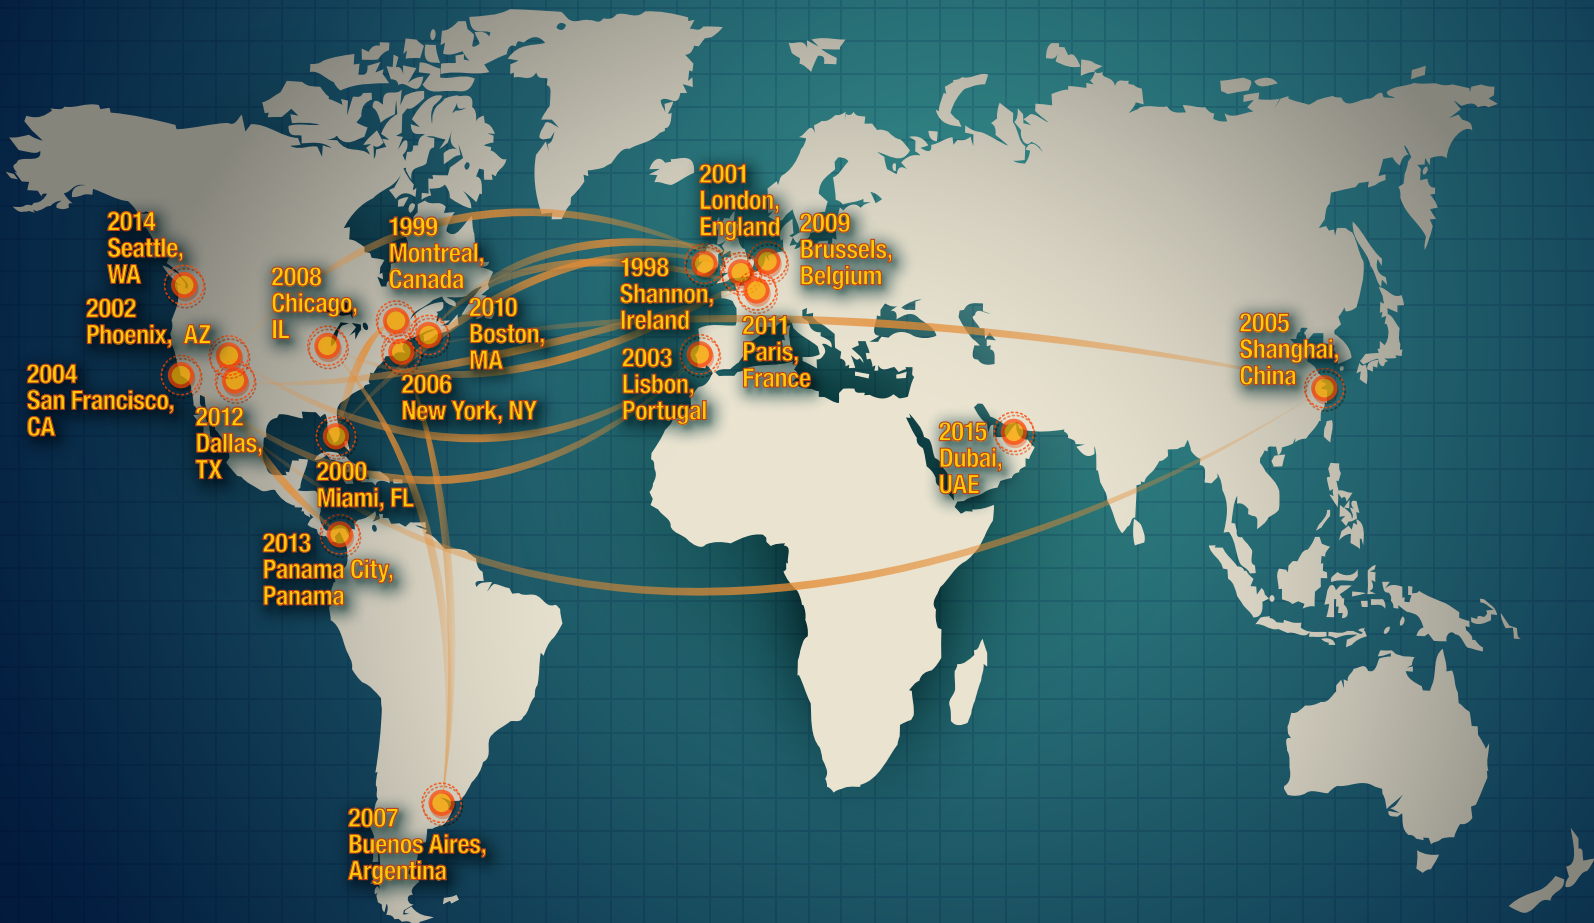 2001
London,
England
2009
Brussels,
Belgium
2014
Seattle,
WA
1999
Montreal,
Canada
2008
Chicago,
IL
1998
Shannon,
Ireland
2002
Phoenix, AZ
2010
Boston,
MA
2011
Paris,
France
2005
Shanghai,
China
2003
Lisbon,
Portugal
2004
San Francisco,
CA
2006
New York, NY
2012
Dallas,
TX
2015
Dubai,
UAE
2000
Miami, FL
2013
Panama City,
Panama
2007
Buenos Aires,
Argentina